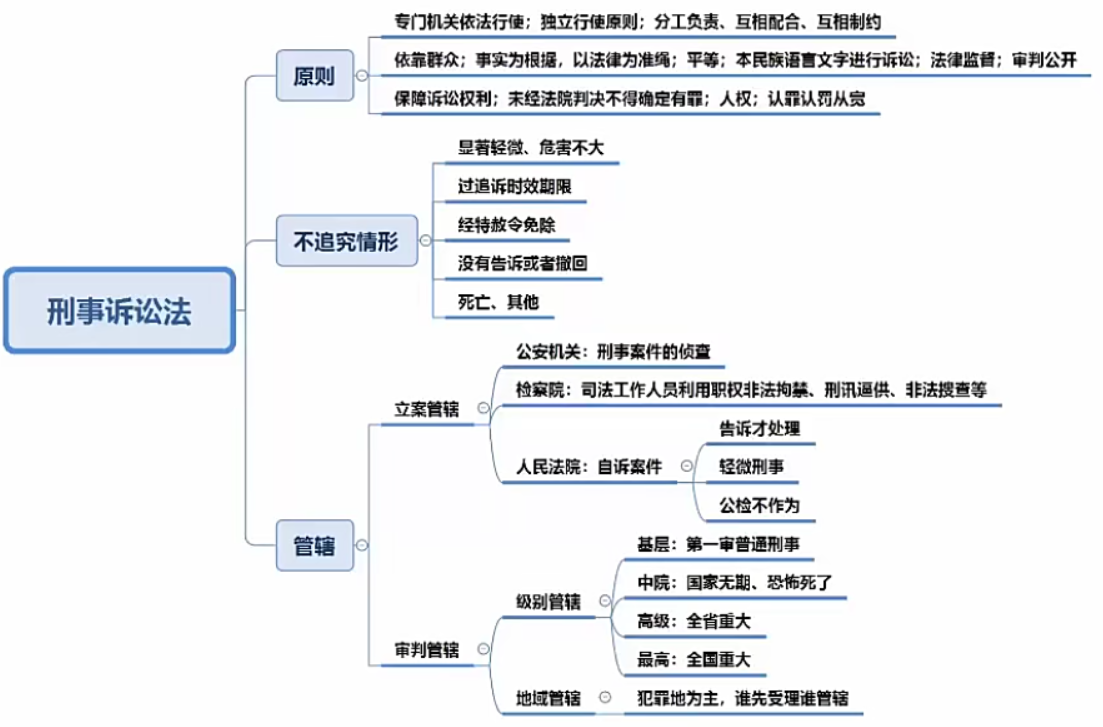 刑事诉讼法
原则
专门机关依法行使；独立行使原则；分工负责、互相配合、互相制约
依靠群众；事实为根据，以法律为准绳；平等；本民族语言文字进行诉讼；法律监督；审判公开
保障诉讼权利；未经法院判决不得确定有罪；人权；认罪认罚从宽
不追究情形
显著轻微、危害不大
过追诉时效期限
经特赦令免除
没有告诉或者撤回
死亡、其他
管辖
立案管辖
公安机关：刑事案件的侦查
检察院：司法工作人员利用职权非法拘禁、刑讯逼供、非法搜查等
人民法院：自诉案件
告诉才处理
轻微刑事
公检不作为
审判管辖
级别管辖
基层：第一审普通刑事
中院：国家无期、恐怖死了
高级：全省重大
最高：全国重大
地域管辖
犯罪地为主，谁先受理谁管辖